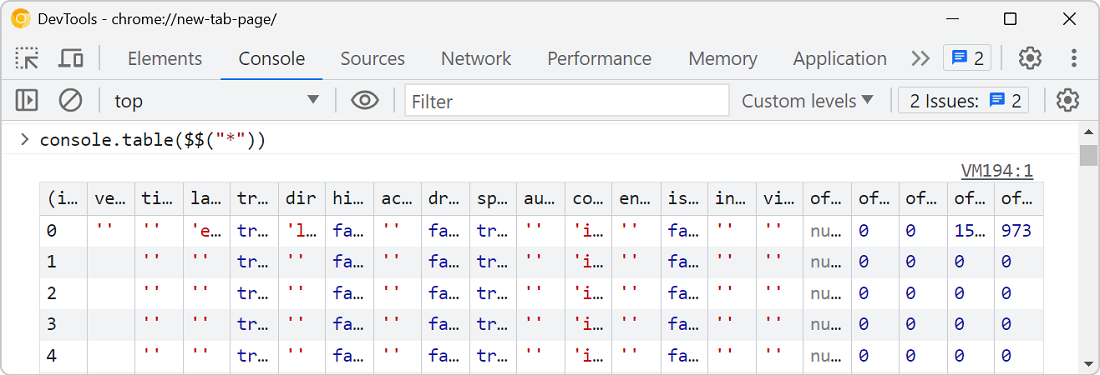 DevTools - chrome://new-tab-page/
Elements Console Sources Network Performance Memory Application 2
top Filter Custom levels 2 Issues: 2
console.table($$("*"))
VM194:1
(i… ve… ti… la… tr… dir hi… ac… dr… sp… au… co… en… is… in… vi… of… of… of… of… of…
0 '' '' 'e… tr… 'l… fa… '' fa… tr… '' 'i… '' fa… '' '' nu… 0 0 15… 973
1 '' '' tr… '' fa… '' fa… tr… '' 'i… '' fa… '' '' nu… 0 0 0 0
2 '' '' tr… '' fa… '' fa… tr… '' 'i… '' fa… '' '' nu… 0 0 0 0
3 '' '' tr… '' fa… '' fa… tr… '' 'i… '' fa… '' '' nu… 0 0 0 0
4 '' '' tr… '' fa… '' fa… tr… '' 'i… '' fa… '' '' nu… 0 0 0 0